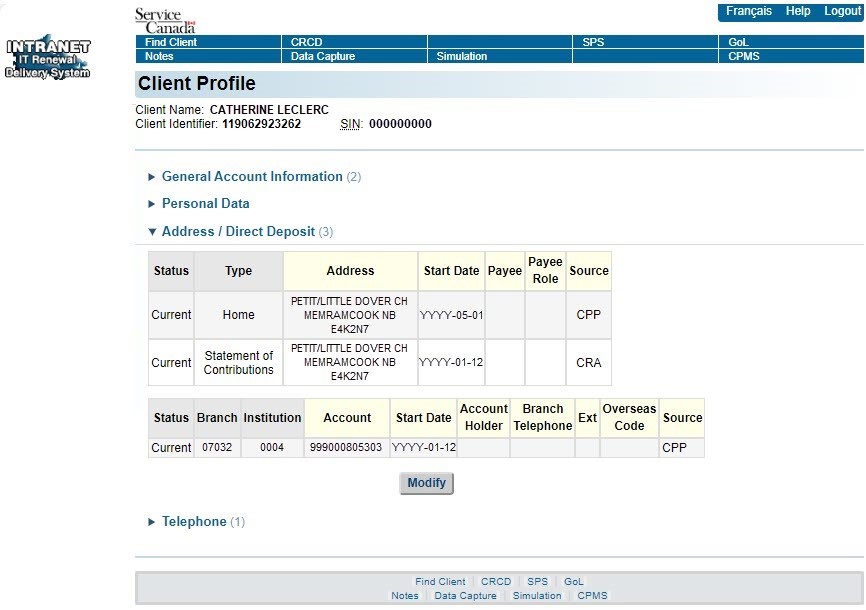 Service
Canada
Français Help Logout
INTRANET
IT Renewal
Delivery System
Find Client CRCD SPS GoL
Notes Data Capture Simulation CPMS
Client Profile
Client Name: CATHERINE LECLERC
Client Identifier: 119062923262 SIN: 000000000
► General Account Information (2)
► Personal Data
▼ Address / Direct Deposit (3)
Status Type Address Start Date Payee Payee Role Source
Current Home PETIT/LITTLE DOVER CH MEMRAMCOOK NB E4K2N7 YYYY-05-01 CPP
Current Statement of Contributions PETIT/LITTLE DOVER CH MEMRAMCOOK NB E4K2N7 YYYY-01-12 CRA
Status Branch Institution Account Start Date Account Holder Branch Telephone Ext Overseas Code Source
Current 07032 0004 999000805303 YYYY-01-12 CPP
Modify
► Telephone (1)
Find Client | CRCD | SPS | GoL
Notes | Data Capture | Simulation | CPMS